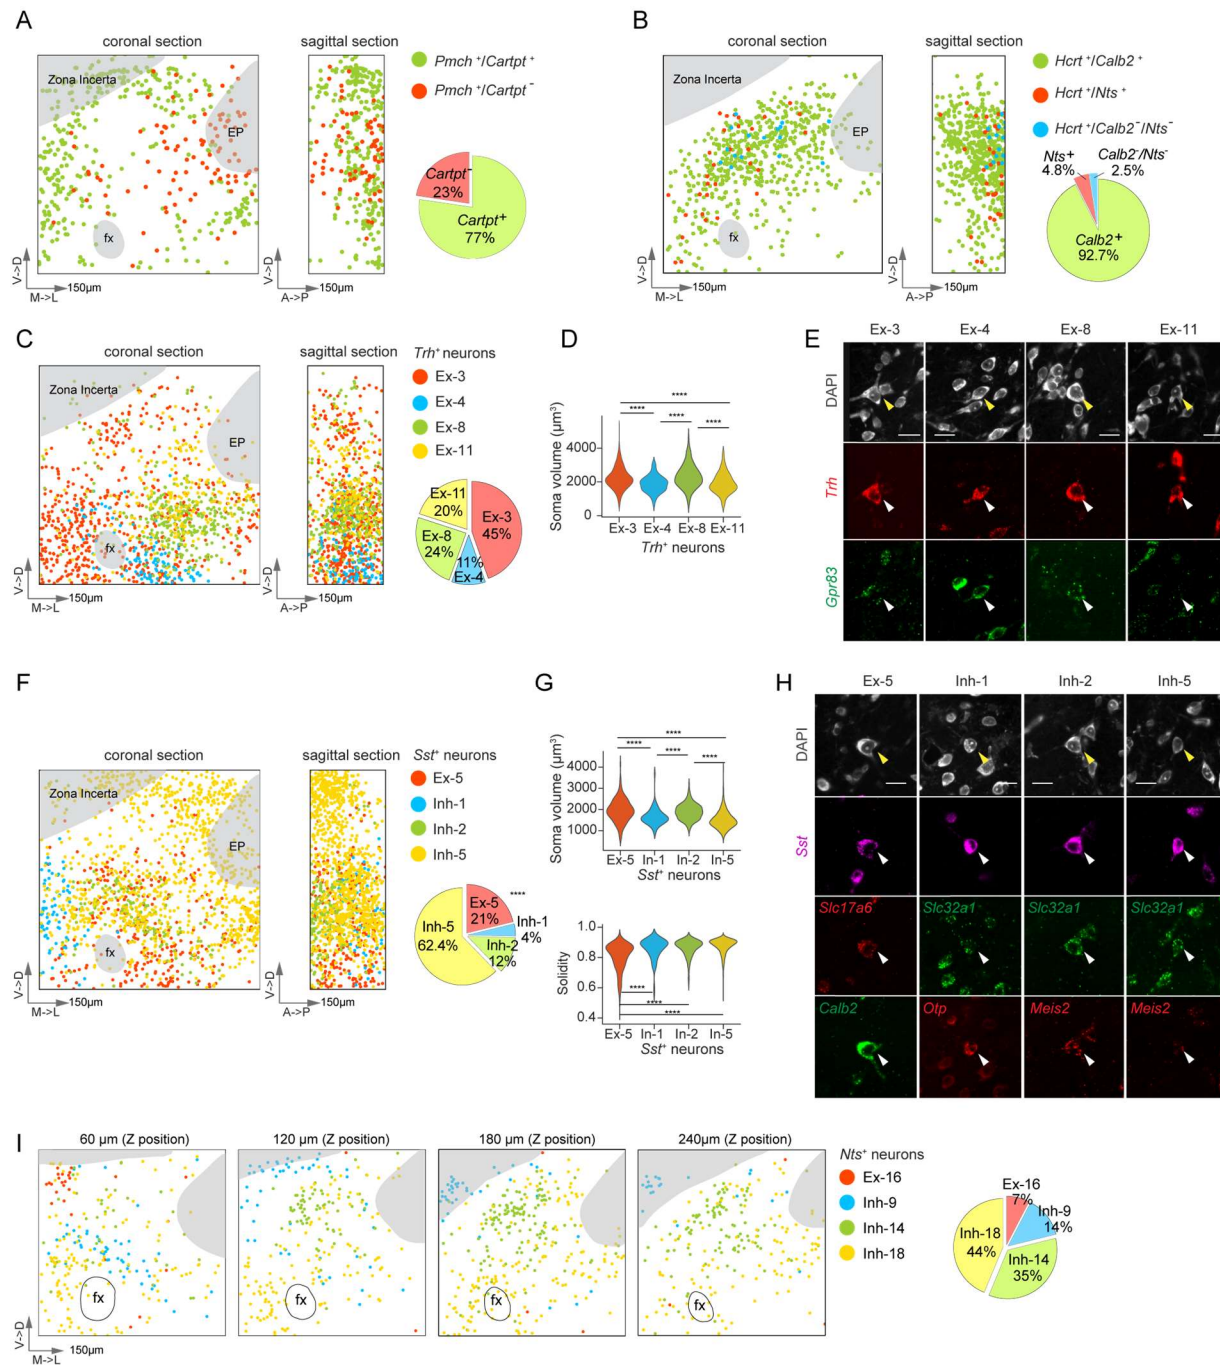 A
coronal section
sagittal section
Zona Incerta
EP
fx
V->D
M->L
150µm
A->P
150µm
Pmch +/Cartpt +
Pmch +/Cartpt -
Cartpt-
23%
Cartpt+
77%
B
coronal section
sagittal section
Zona Incerta
EP
fx
V->D
M->L
150µm
V->D
A->P
150µm
Hcrt +/Calb2 +
Hcrt +/Nts +
Hcrt +/Calb2-/Nts-
Nts+
4.8%
Calb2-/Nts-
2.5%
Calb2+
92.7%
C
coronal section
sagittal section
Zona Incerta
EP
fx
V->D
M->L
150µm
V->D
A->P
150µm
Trh+ neurons
Ex-3
Ex-4
Ex-8
Ex-11
Ex-11
20%
Ex-3
45%
Ex-8
24%
11%
Ex-4
D
Soma volume (µm³)
4000
2000
0
****
**** **** ****
Ex-3 Ex-4 Ex-8 Ex-11
Trh+ neurons
E
Ex-3 Ex-4 Ex-8 Ex-11
DAPI
Trh
Gpr83
F
coronal section
sagittal section
Zona Incerta
EP
fx
V->D
M->L
150µm
V->D
A->P
150µm
Sst+ neurons
Ex-5
Inh-1
Inh-2
Inh-5
****
Ex-5
21%
Inh-1
4%
Inh-5
62.4%
Inh-2
12%
G
Soma volume (µm³)
4000
3000
2000
1000
****
**** **** ****
Ex-5 In-1 In-2 In-5
Sst+ neurons
Solidity
1.0
0.8
0.6
0.4
****
****
****
Ex-5 In-1 In-2 In-5
Sst+ neurons
H
Ex-5 Inh-1 Inh-2 Inh-5
DAPI
Sst
Slc17a6 Slc32a1 Slc32a1 Slc32a1
Calb2 Otp Meis2 Meis2
I
60 µm (Z position)
120 µm (Z position)
180 µm (Z position)
240µm (Z position)
fx
fx
fx
fx
V->D
M->L
150µm
Nts+ neurons
Ex-16
Inh-9
Inh-14
Inh-18
Ex-16
7%
Inh-9
14%
Inh-18
44%
Inh-14
35%